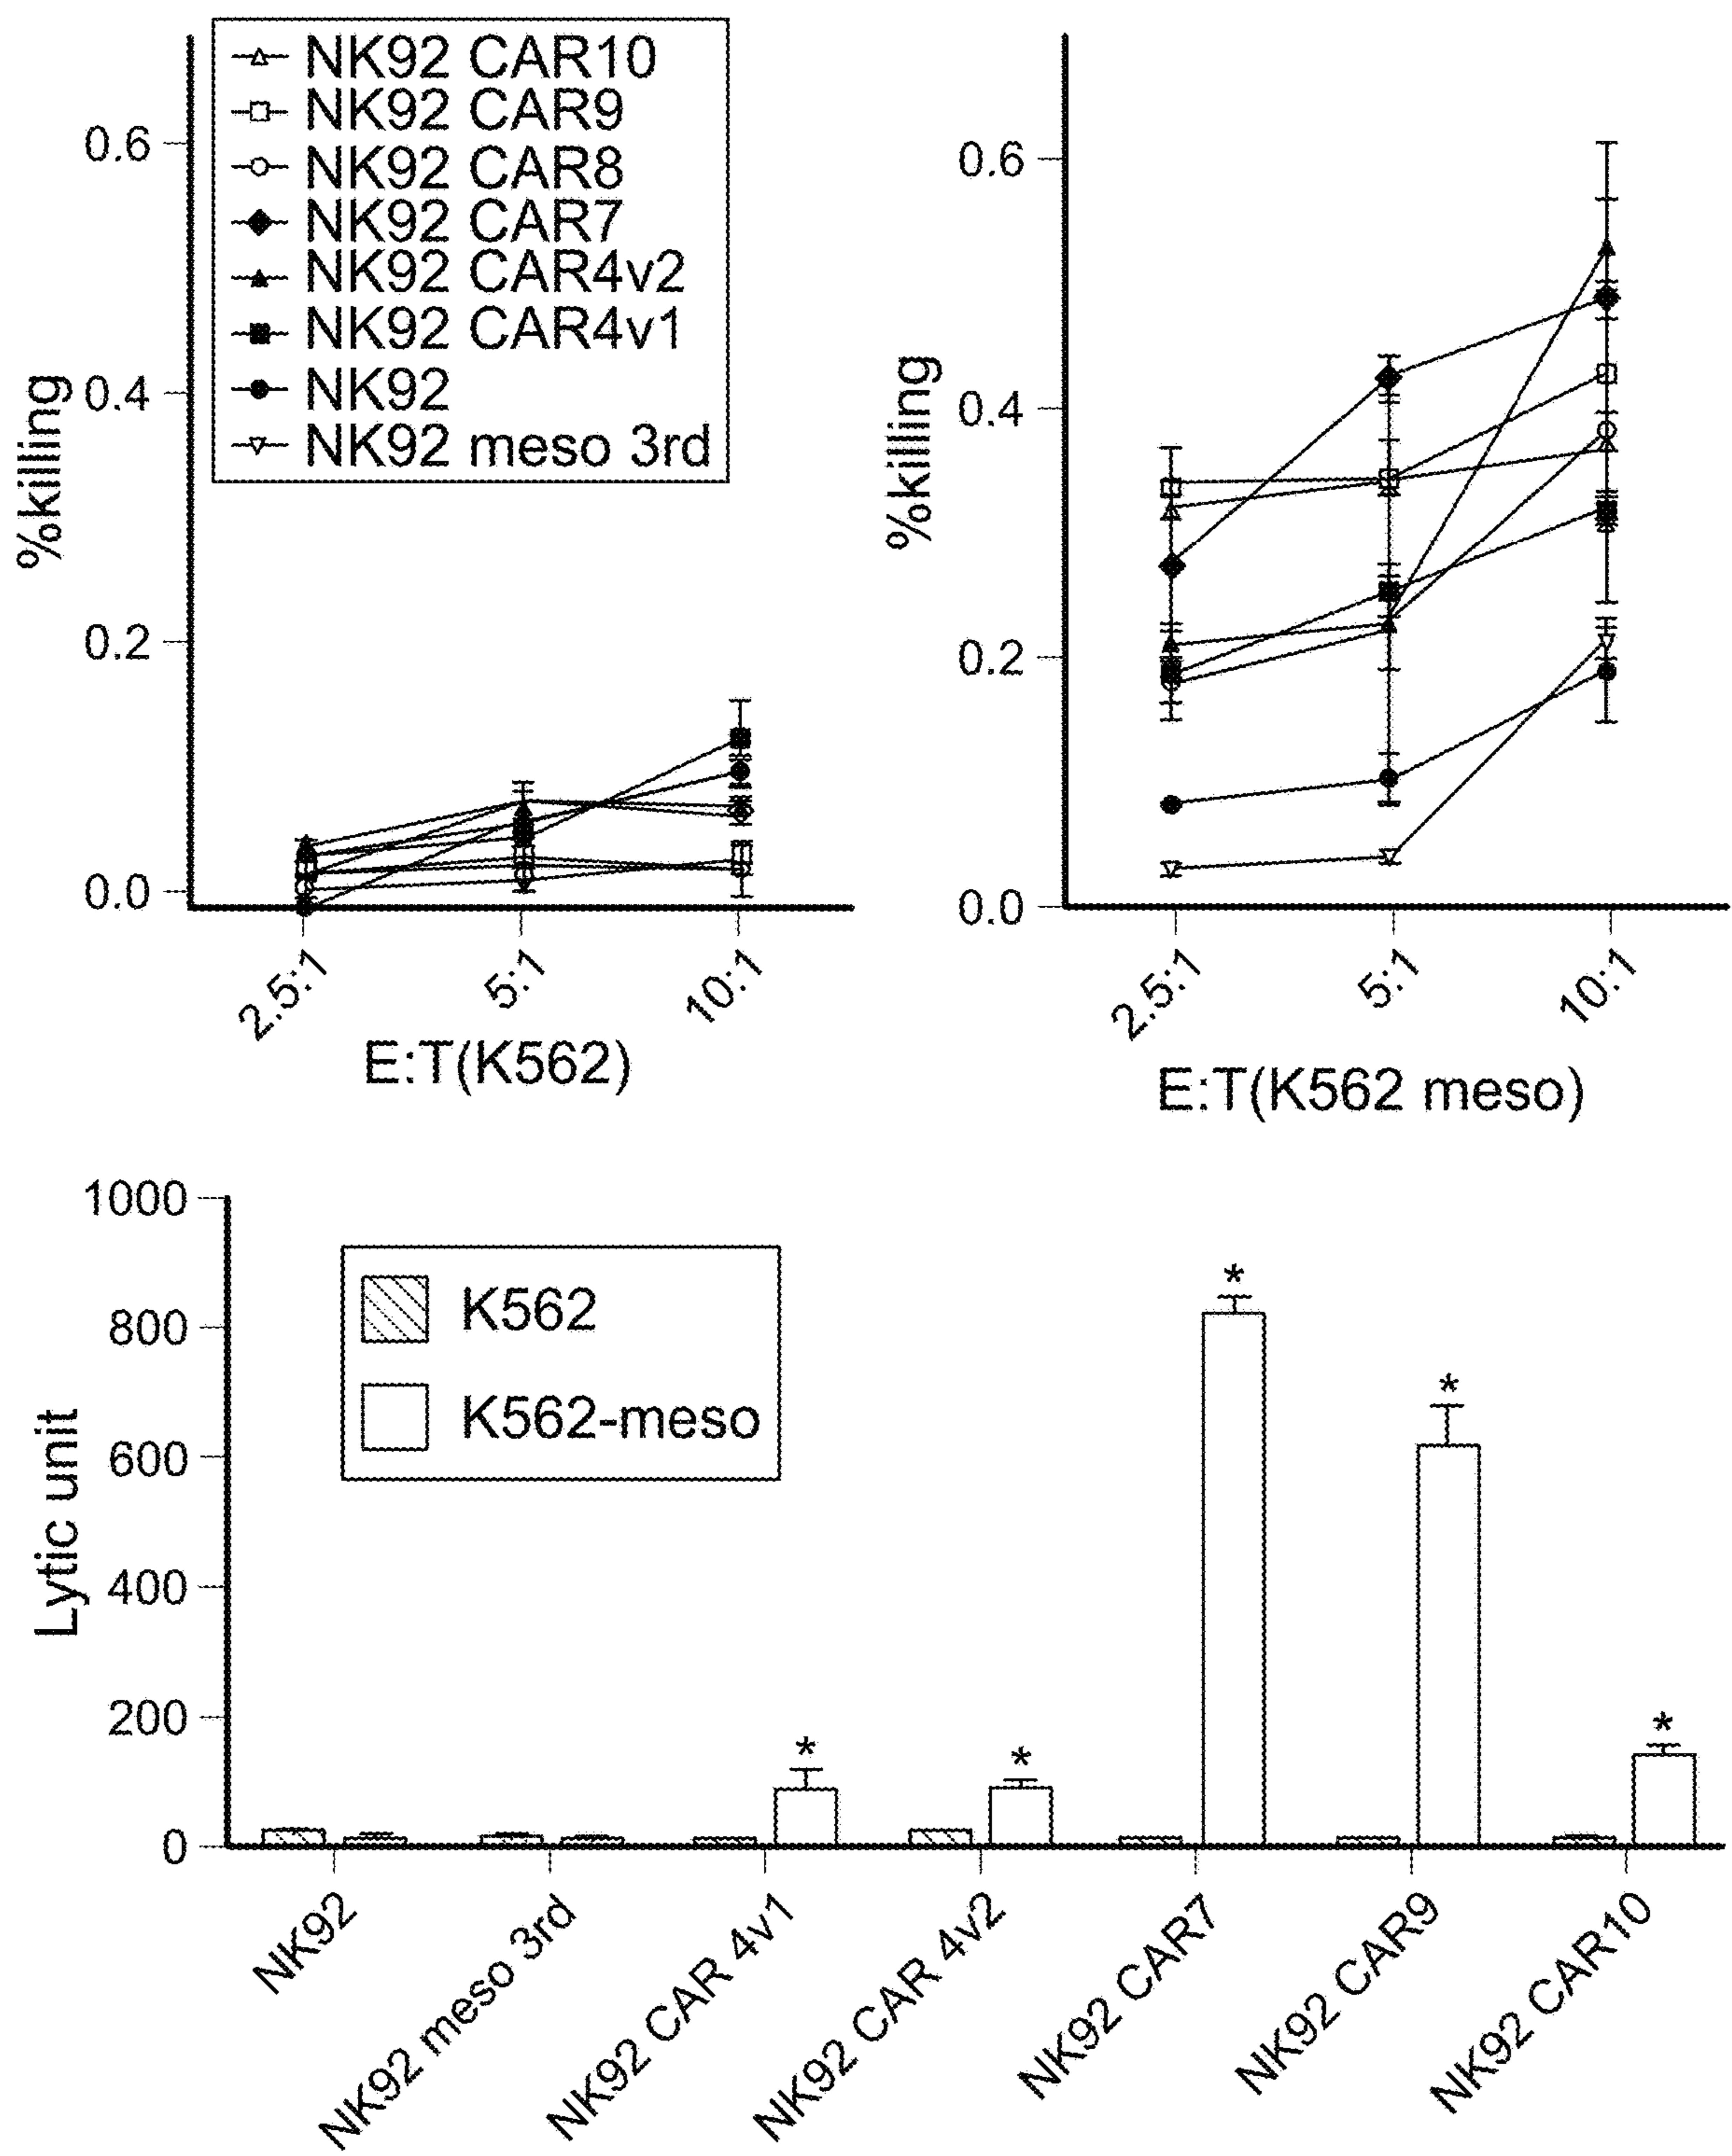 NK92 CAR10
NK92 CAR9
NK92 CAR8
NK92 CAR7
NK92 CAR4v2
NK92 CAR4v1
NK92
NK92 meso 3rd
%killing
0.6
0.4
0.2
0.0
2.5:1
5:1
10:1
E:T(K562)
%killing
0.6
0.4
0.2
0.0
2.5:1
5:1
10:1
E:T(K562 meso)
Lytic unit
1000
800
600
400
200
0
K562
K562-meso
*
*
*
*
*
NK92
NK92 meso 3rd
NK92 CAR 4v1
NK92 CAR 4v2
NK92 CAR7
NK92 CAR9
NK92 CAR10